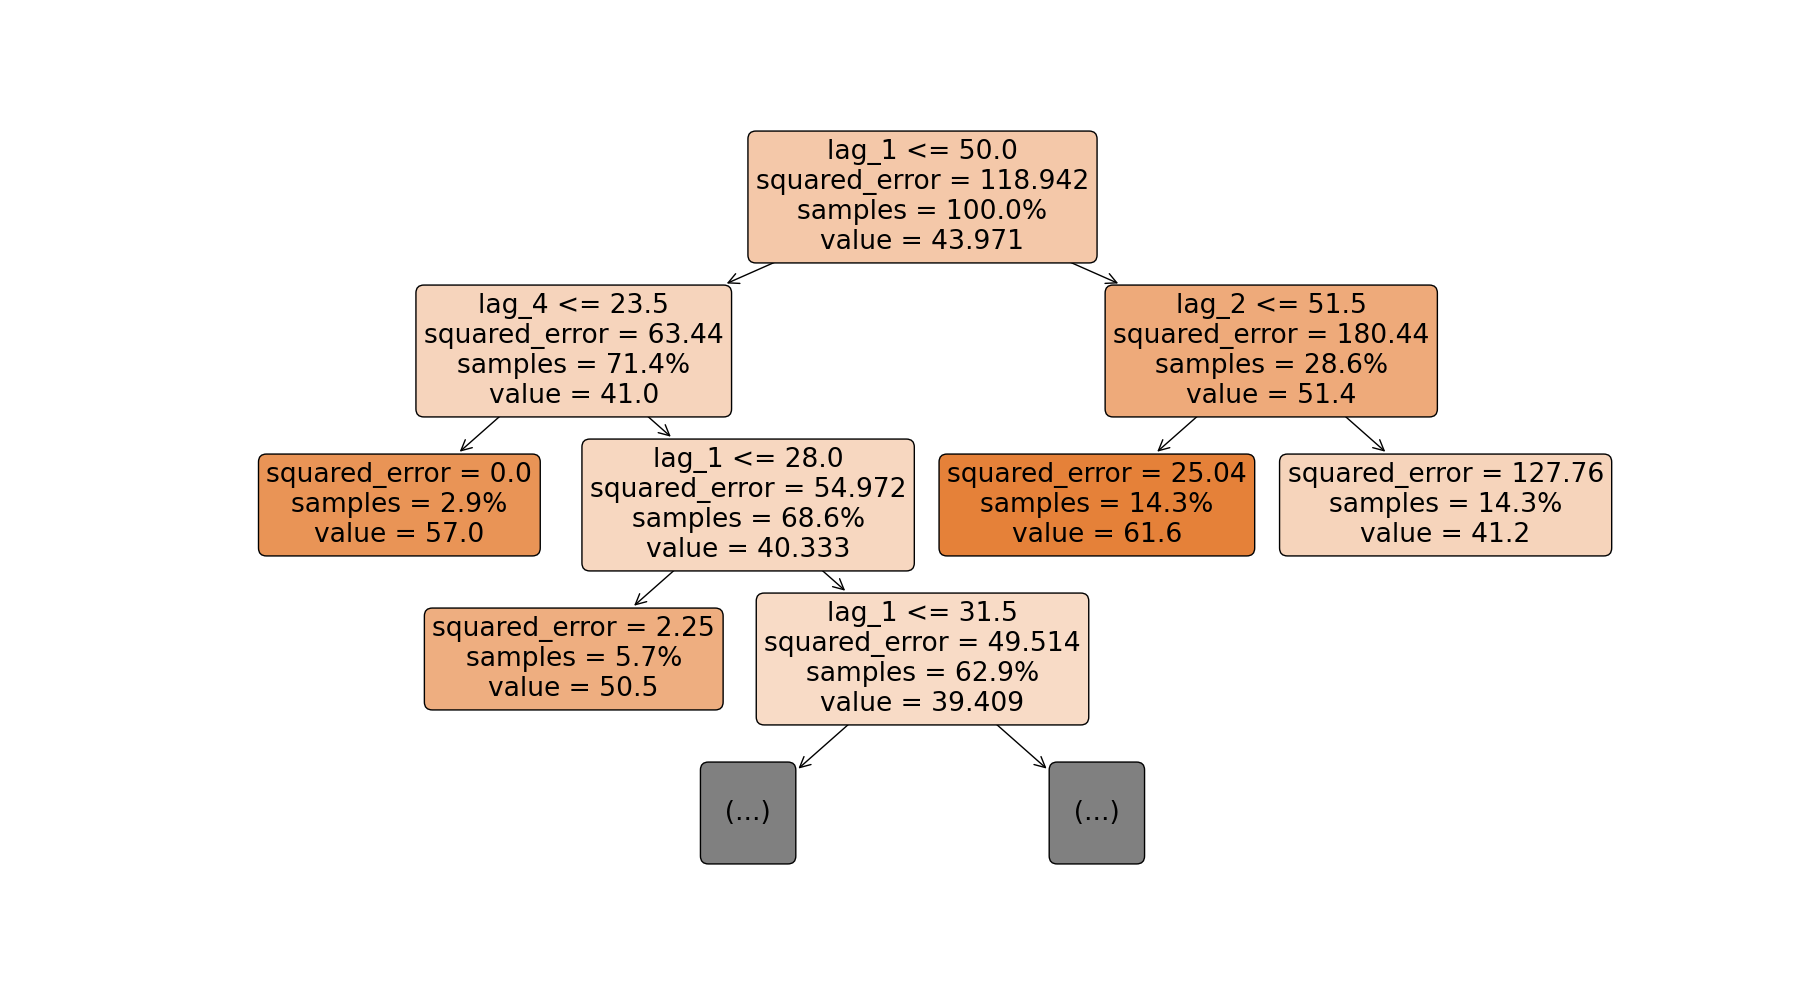 lag_1 <= 50.0
squared_error = 118.942
samples = 100.0%
value = 43.971
lag_4 <= 23.5
squared_error = 63.44
samples = 71.4%
value = 41.0
lag_2 <= 51.5
squared_error = 180.44
samples = 28.6%
value = 51.4
squared_error = 0.0
samples = 2.9%
value = 57.0
lag_1 <= 28.0
squared_error = 54.972
samples = 68.6%
value = 40.333
squared_error = 25.04
samples = 14.3%
value = 61.6
squared_error = 127.76
samples = 14.3%
value = 41.2
squared_error = 2.25
samples = 5.7%
value = 50.5
lag_1 <= 31.5
squared_error = 49.514
samples = 62.9%
value = 39.409
(...)
(...)